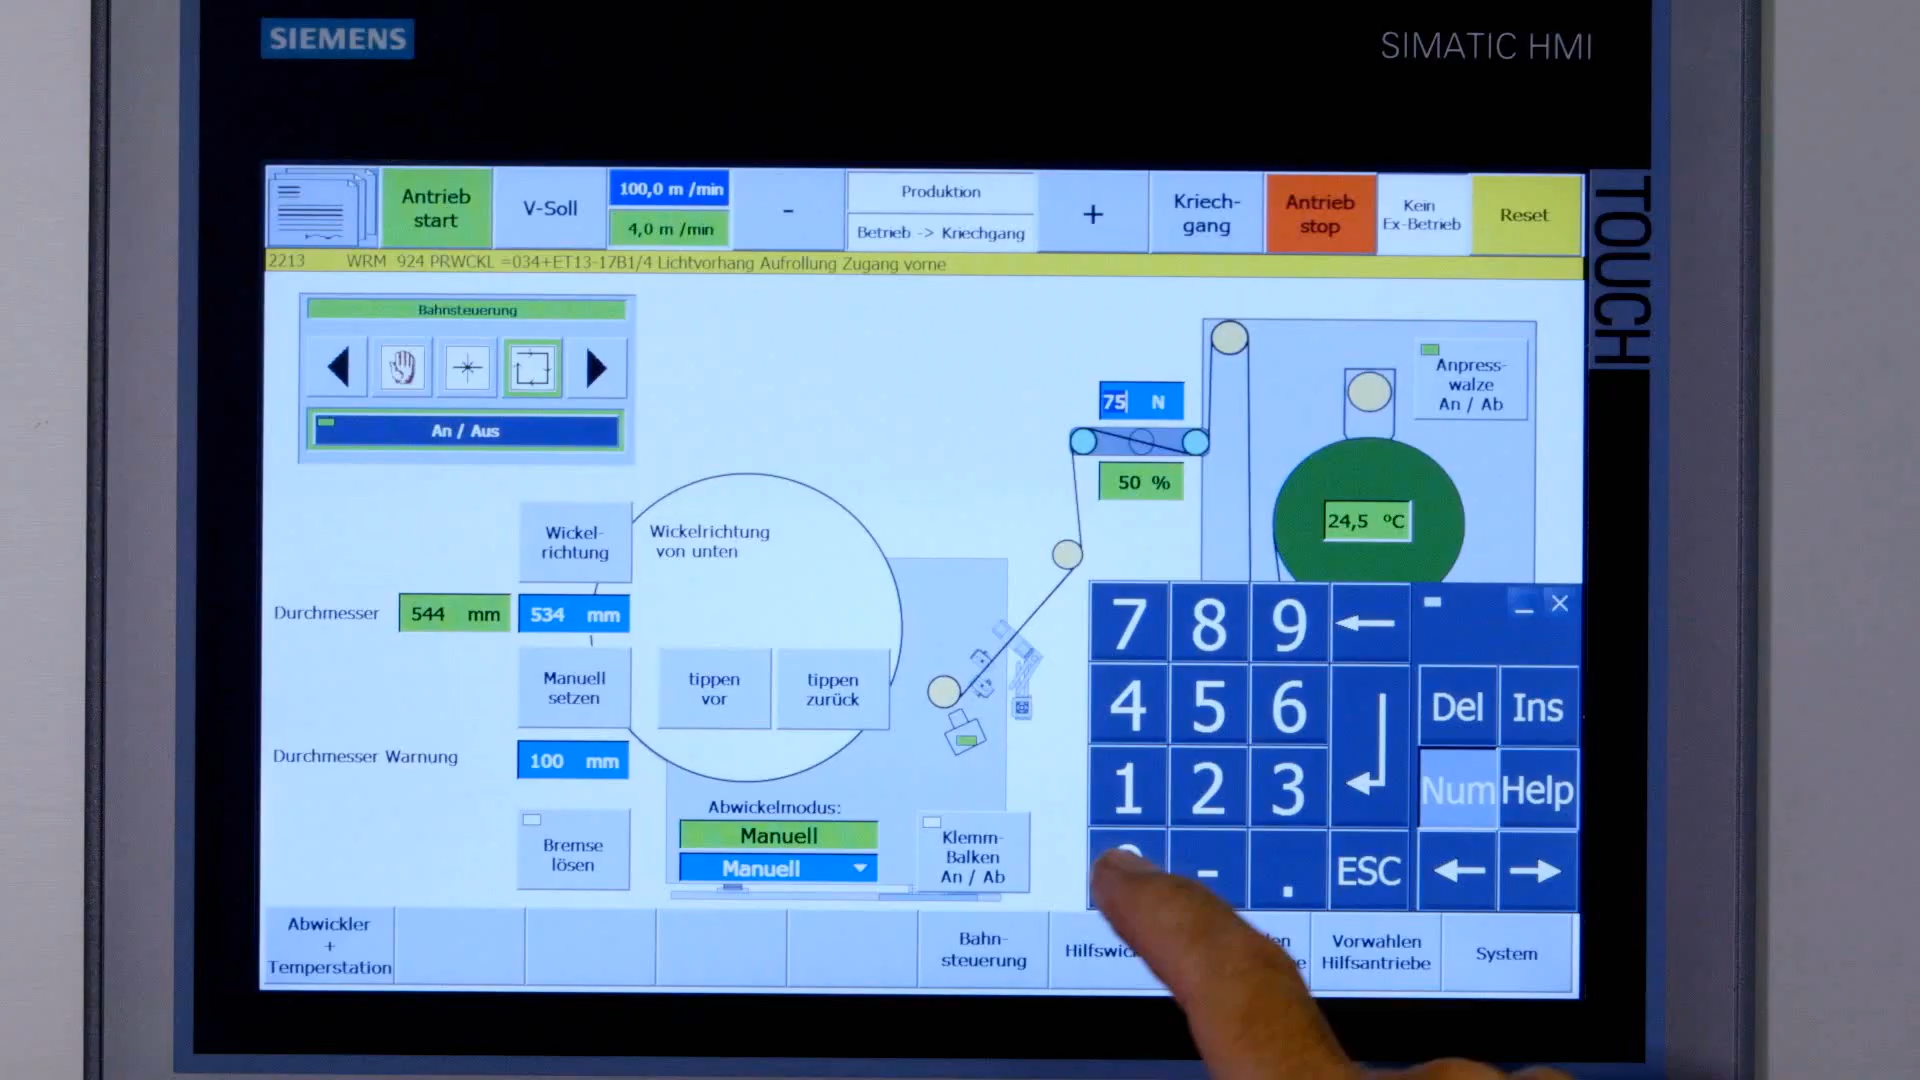 SIEMENS
SIMATIC HMI
TOUCH
Antrieb
start
V-Soll
100,0 m /min
4,0 m /min
-
Produktion
Betrieb -> Kriechgang
+
Kriech-
gang
Antrieb
stop
Kein
Ex-Betrieb
Reset
2213 WRM 924 PRWCKL =034+ET13-17B1/4 Lichtvorhang Aufrollung Zugang vorne
Bahnsteuerung
An / Aus
75 N
50 %
Anpress-
walze
An / Ab
24,5 ºC
Wickel-
richtung
Wickelrichtung
von unten
Durchmesser 544 mm 534 mm
Manuell
setzen
tippen
vor
tippen
zurück
Durchmesser Warnung 100 mm
Bremse
lösen
Abwickelmodus:
Manuell
Manuell
Klemm-
Balken
An / Ab
7 8 9
4 5 6 Del Ins
1 2 3 Num Help
- . ESC
Abwickler
+
Temperstation
Bahn-
steuerung
Vorwahlen
Hilfsantriebe
System